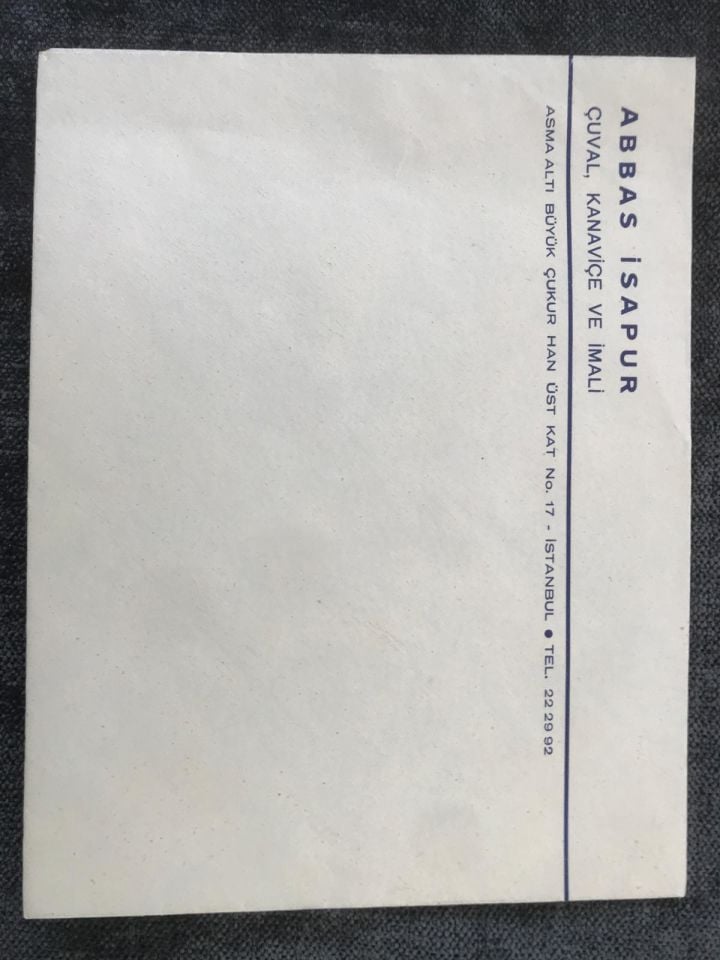 ABBAS İSAPUR
ÇUVAL, KANAVİÇE VE İMALİ
ASMA ALTI BÜYÜK ÇUKUR HAN ÜST KAT No. 17 - İSTANBUL ● TEL. 22 29 92